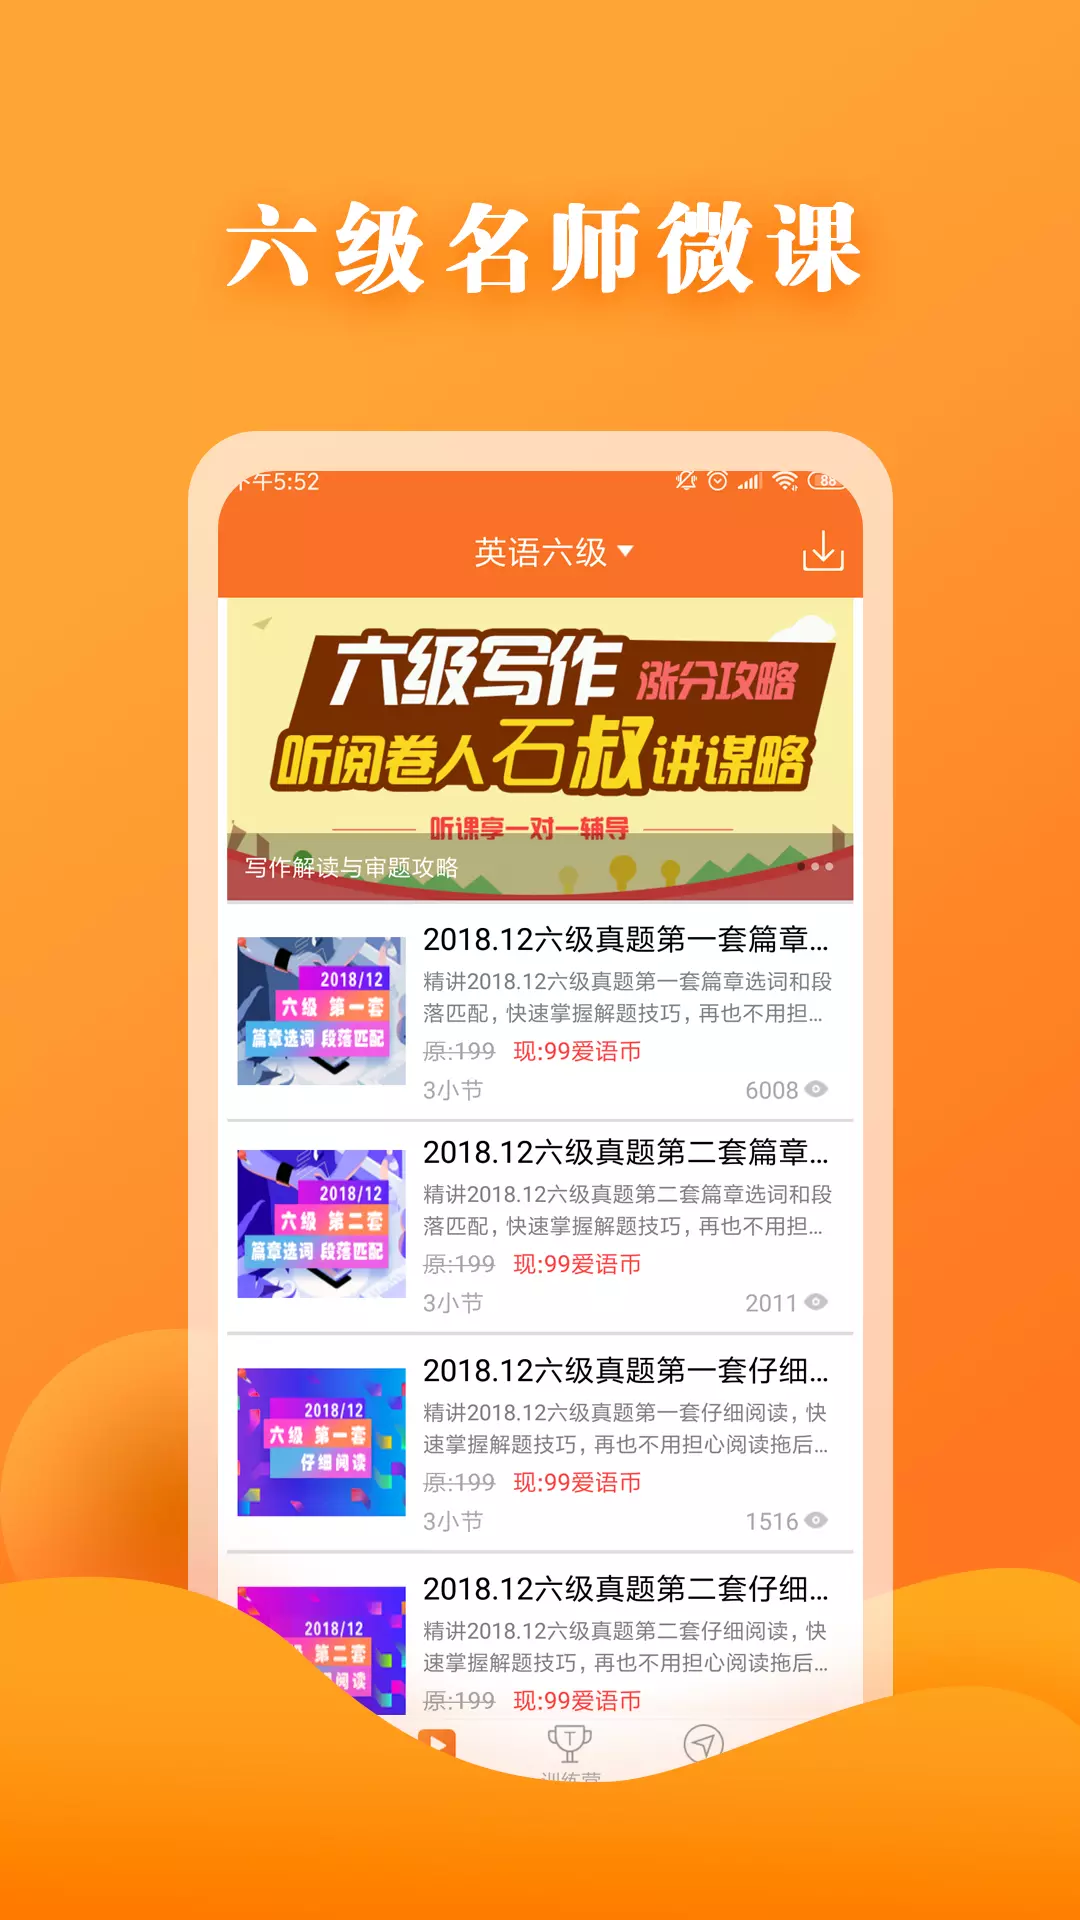 六级名师微课
下午5:52
88
英语六级
六级写作 涨分攻略
听阅卷人石叔讲谋略
听课享一对一辅导
写作解读与审题攻略
2018/12
六级 第一套
篇章选词 段落匹配
2018.12六级真题第一套篇章...
精讲2018.12六级真题第一套篇章选词和段
落匹配，快速掌握解题技巧，再也不用担...
原:199 现:99爱语币
3小节 6008
2018/12
六级 第二套
篇章选词 段落匹配
2018.12六级真题第二套篇章...
精讲2018.12六级真题第二套篇章选词和段
落匹配，快速掌握解题技巧，再也不用担...
原:199 现:99爱语币
3小节 2011
2018/12
六级 第一套
仔细阅读
2018.12六级真题第一套仔细...
精讲2018.12六级真题第一套仔细阅读，快
速掌握解题技巧，再也不用担心阅读拖后...
原:199 现:99爱语币
3小节 1516
2018/12
级 第二套
阅读
2018.12六级真题第二套仔细...
精讲2018.12六级真题第二套仔细阅读，快
速掌握解题技巧，再也不用担心阅读拖后...
原:199 现:99爱语币
T
训练营